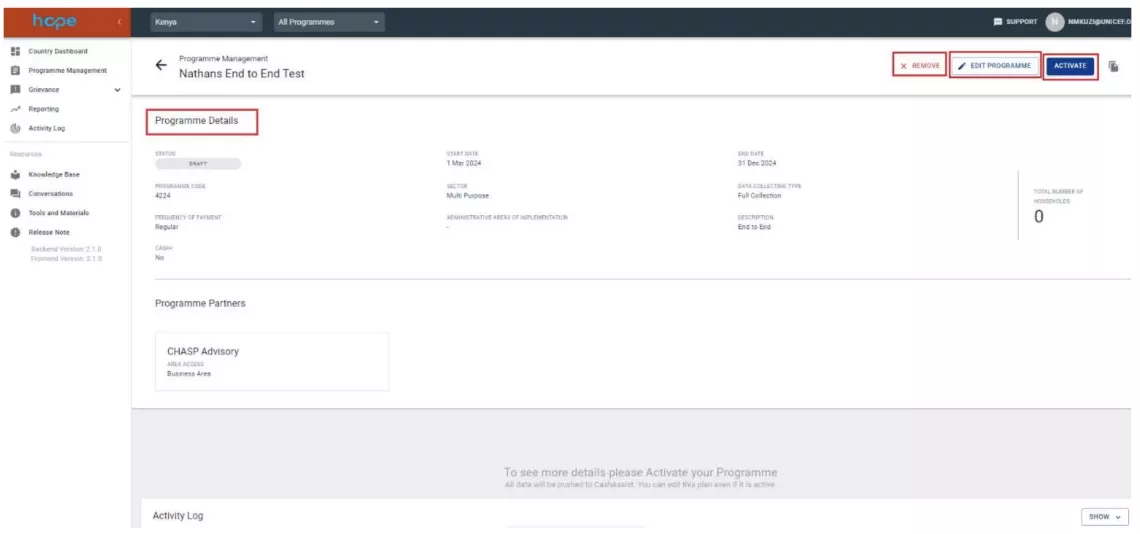 hope
Kenya
All Programmes
SUPPORT
N
NMKUZI@UNICEF.O
Country Dashboard
Programme Management
Grievance
Reporting
Activity Log
Resources
Knowledge Base
Conversations
Tools and Materials
Release Note
Backend Version: 2.1.0
Frontend Version: 2.1.0
Programme Management
Nathans End to End Test
REMOVE
EDIT PROGRAMME
ACTIVATE
Programme Details
STATUS
DRAFT
START DATE
1 Mar 2024
END DATE
31 Dec 2024
PROGRAMME CODE
4224
SECTOR
Multi Purpose
DATA COLLECTING TYPE
Full Collection
FREQUENCY OF PAYMENT
Regular
ADMINISTRATIVE AREAS OF IMPLEMENTATION
-
DESCRIPTION
End to End
CASH+
No
TOTAL NUMBER OF
HOUSEHOLDS
0
Programme Partners
CHASP Advisory
AREA ACCESS
Business Area
To see more details please Activate your Programme
All data will be pushed to CashAssist. You can edit this plan even if it is active.
Activity Log
SHOW